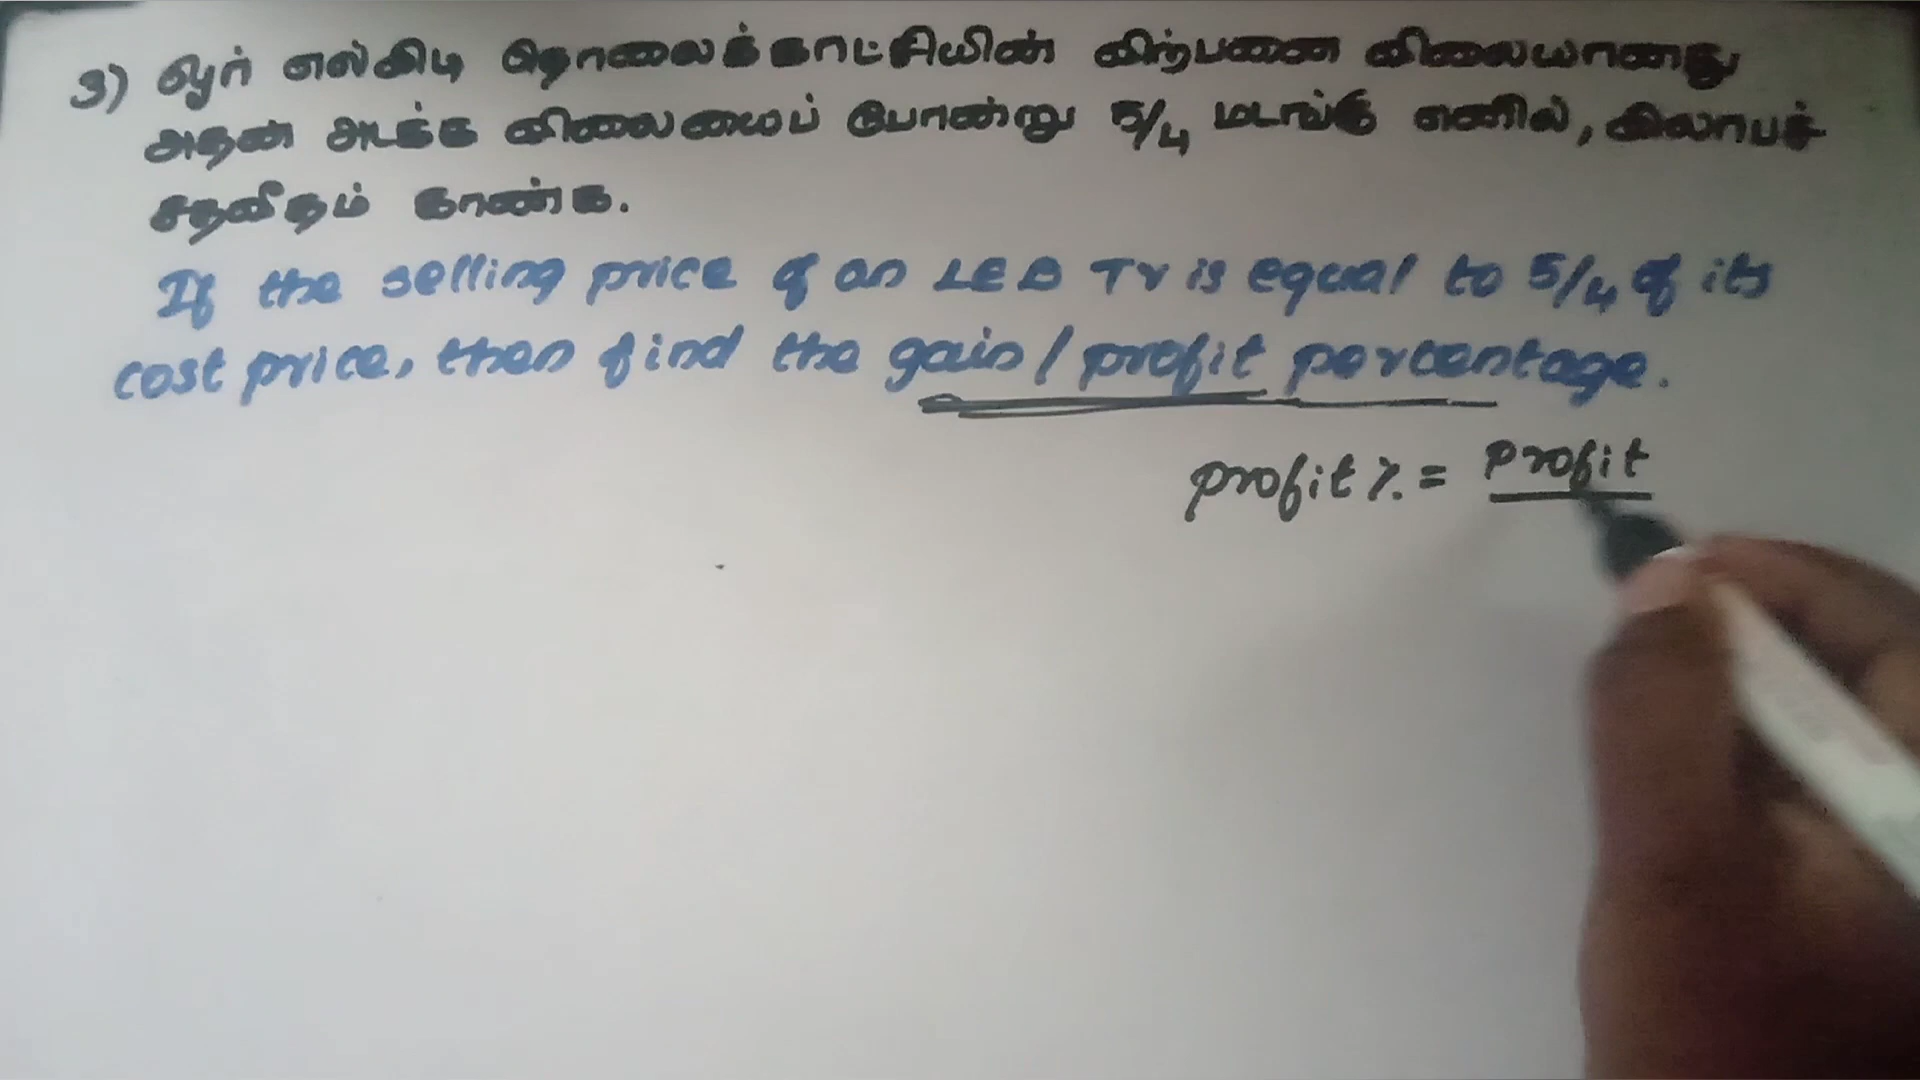 3) ஓர் எல்இடி தொலைக்காட்சியின் விற்பனை விலையானது
அதன் அடக்க விலையைப் போன்று 5/4 மடங்கு எனில், இலாபச்
சதவீதம் காண்க.
If the selling price of an LED TV is equal to 5/4 of its
cost price, then find the gain / profit percentage.
profit % = Profit